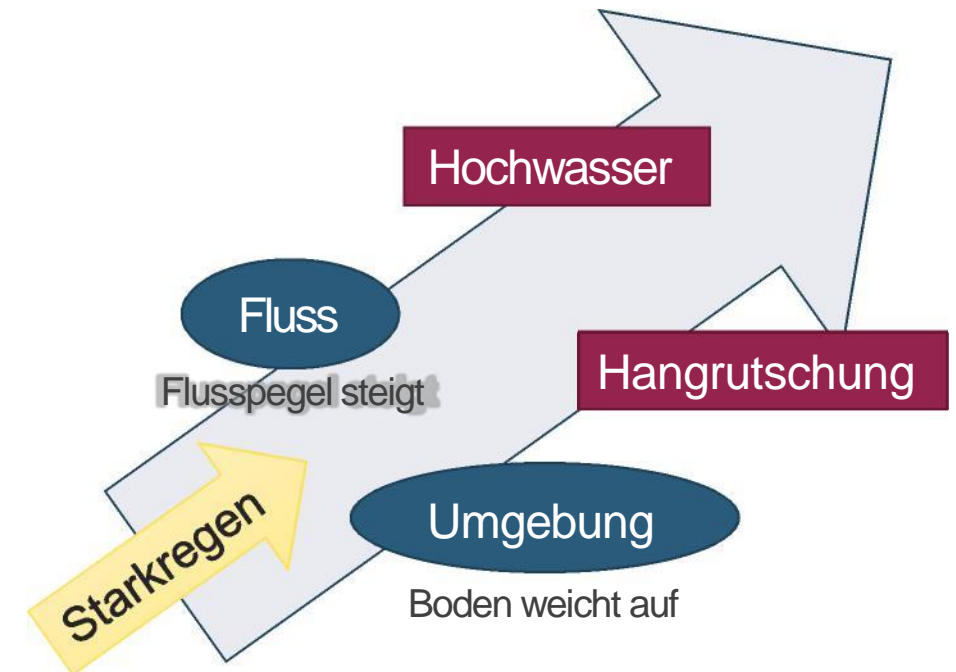 Hochwasser
Fluss
Flusspegel steigt
Hangrutschung
Starkregen
Umgebung
Boden weicht auf